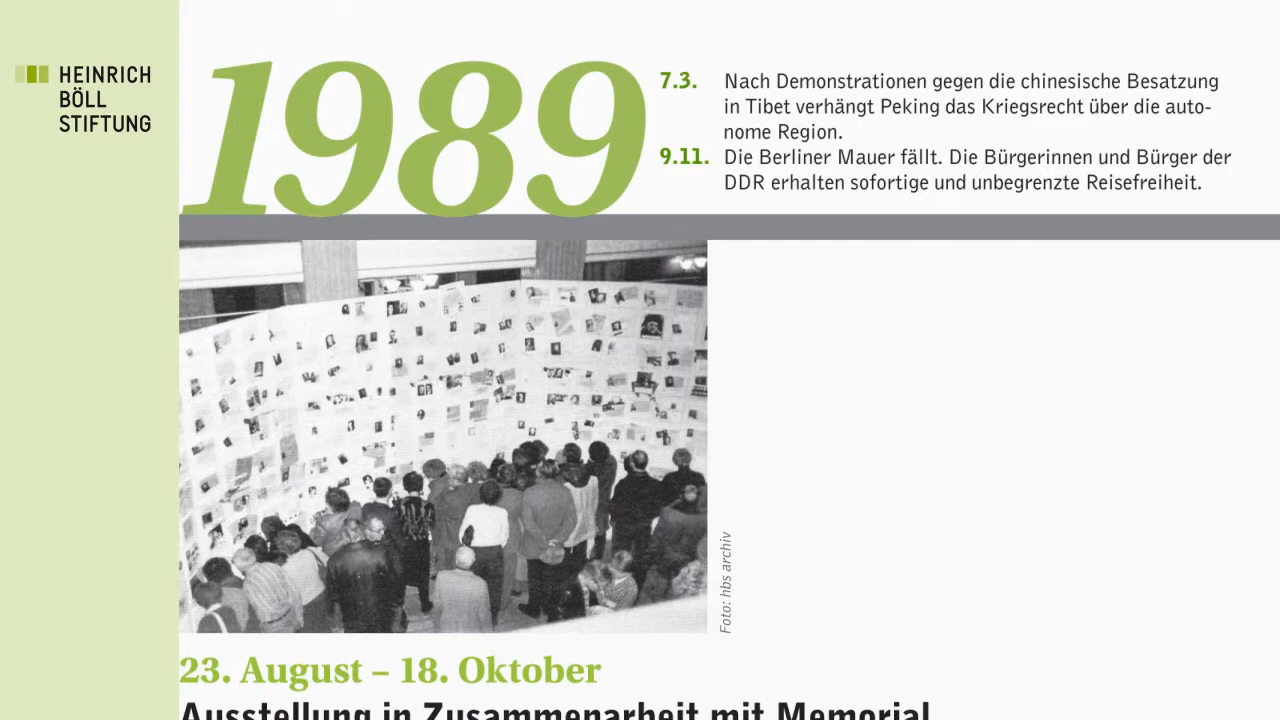 HEINRICH
BÖLL
STIFTUNG
1989
7.3. Nach Demonstrationen gegen die chinesische Besatzung
in Tibet verhängt Peking das Kriegsrecht über die auto-
nome Region.
9.11. Die Berliner Mauer fällt. Die Bürgerinnen und Bürger der
DDR erhalten sofortige und unbegrenzte Reisefreiheit.
Foto: hbs archiv
23. August – 18. Oktober
Ausstellung in Zusammenarbeit mit Memorial